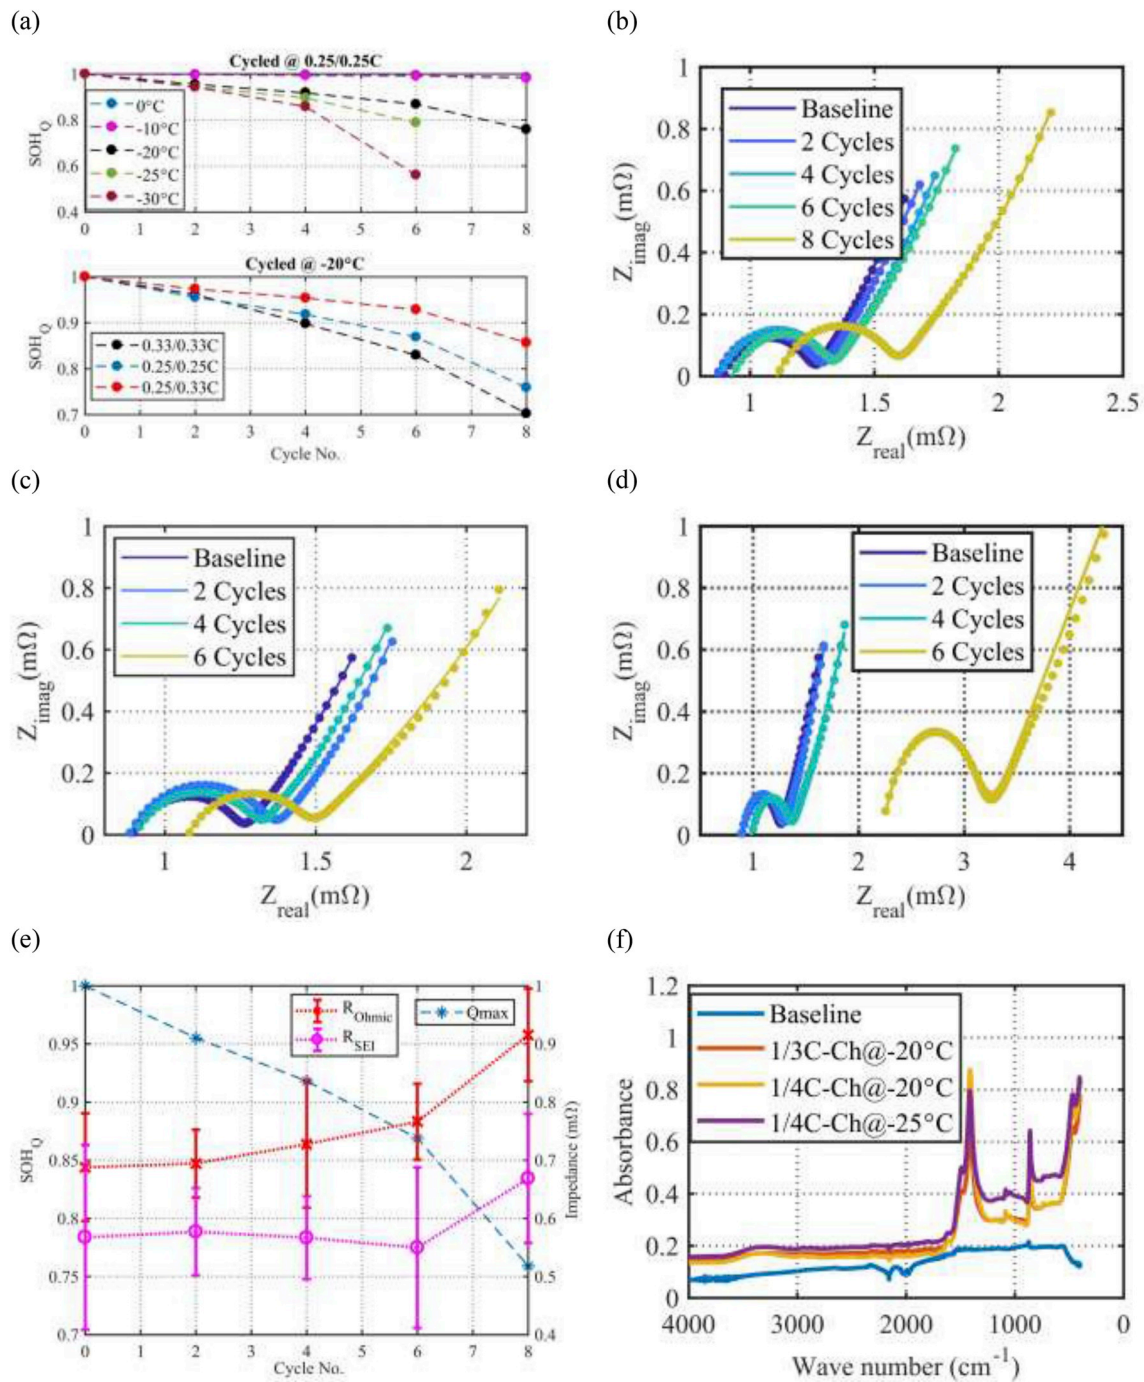 (a)
Cycled @ 0.25/0.25C
1
0.8
0.6
0.4
SOH_Q
0°C
-10°C
-20°C
-25°C
-30°C
0 1 2 3 4 5 6 7 8
Cycled @ -20°C
1
0.9
0.8
0.7
SOH_Q
0.33/0.33C
0.25/0.25C
0.25/0.33C
0 1 2 3 4 5 6 7 8
Cycle No.
(b)
1
0.8
0.6
0.4
0.2
0
Z_imag(mΩ)
Baseline
2 Cycles
4 Cycles
6 Cycles
8 Cycles
1 1.5 2 2.5
Z_real(mΩ)
(c)
1
0.8
0.6
0.4
0.2
0
Z_imag(mΩ)
Baseline
2 Cycles
4 Cycles
6 Cycles
1 1.5 2
Z_real(mΩ)
(d)
1
0.8
0.6
0.4
0.2
0
Z_imag(mΩ)
Baseline
2 Cycles
4 Cycles
6 Cycles
1 2 3 4
Z_real(mΩ)
(e)
1
0.95
0.9
0.85
0.8
0.75
0.7
SOH_Q
R_Ohmic
R_SEI
Qmax
1
0.9
0.8
0.7
0.6
0.5
0.4
Impedance (mΩ)
0 1 2 3 4 5 6 7 8
Cycle No.
(f)
1.2
1
0.8
0.6
0.4
0.2
0
Absorbance
Baseline
1/3C-Ch@-20°C
1/4C-Ch@-20°C
1/4C-Ch@-25°C
4000 3000 2000 1000 0
Wave number (cm⁻¹)